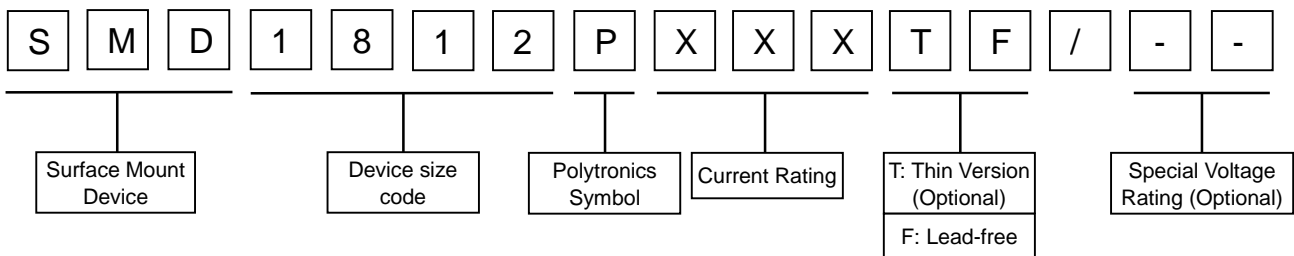 S M D 1 8 1 2 P X X X T F / - -
Surface Mount
Device
Device size
code
Polytronics
Symbol
Current Rating
T: Thin Version
(Optional)
F: Lead-free
Special Voltage
Rating (Optional)